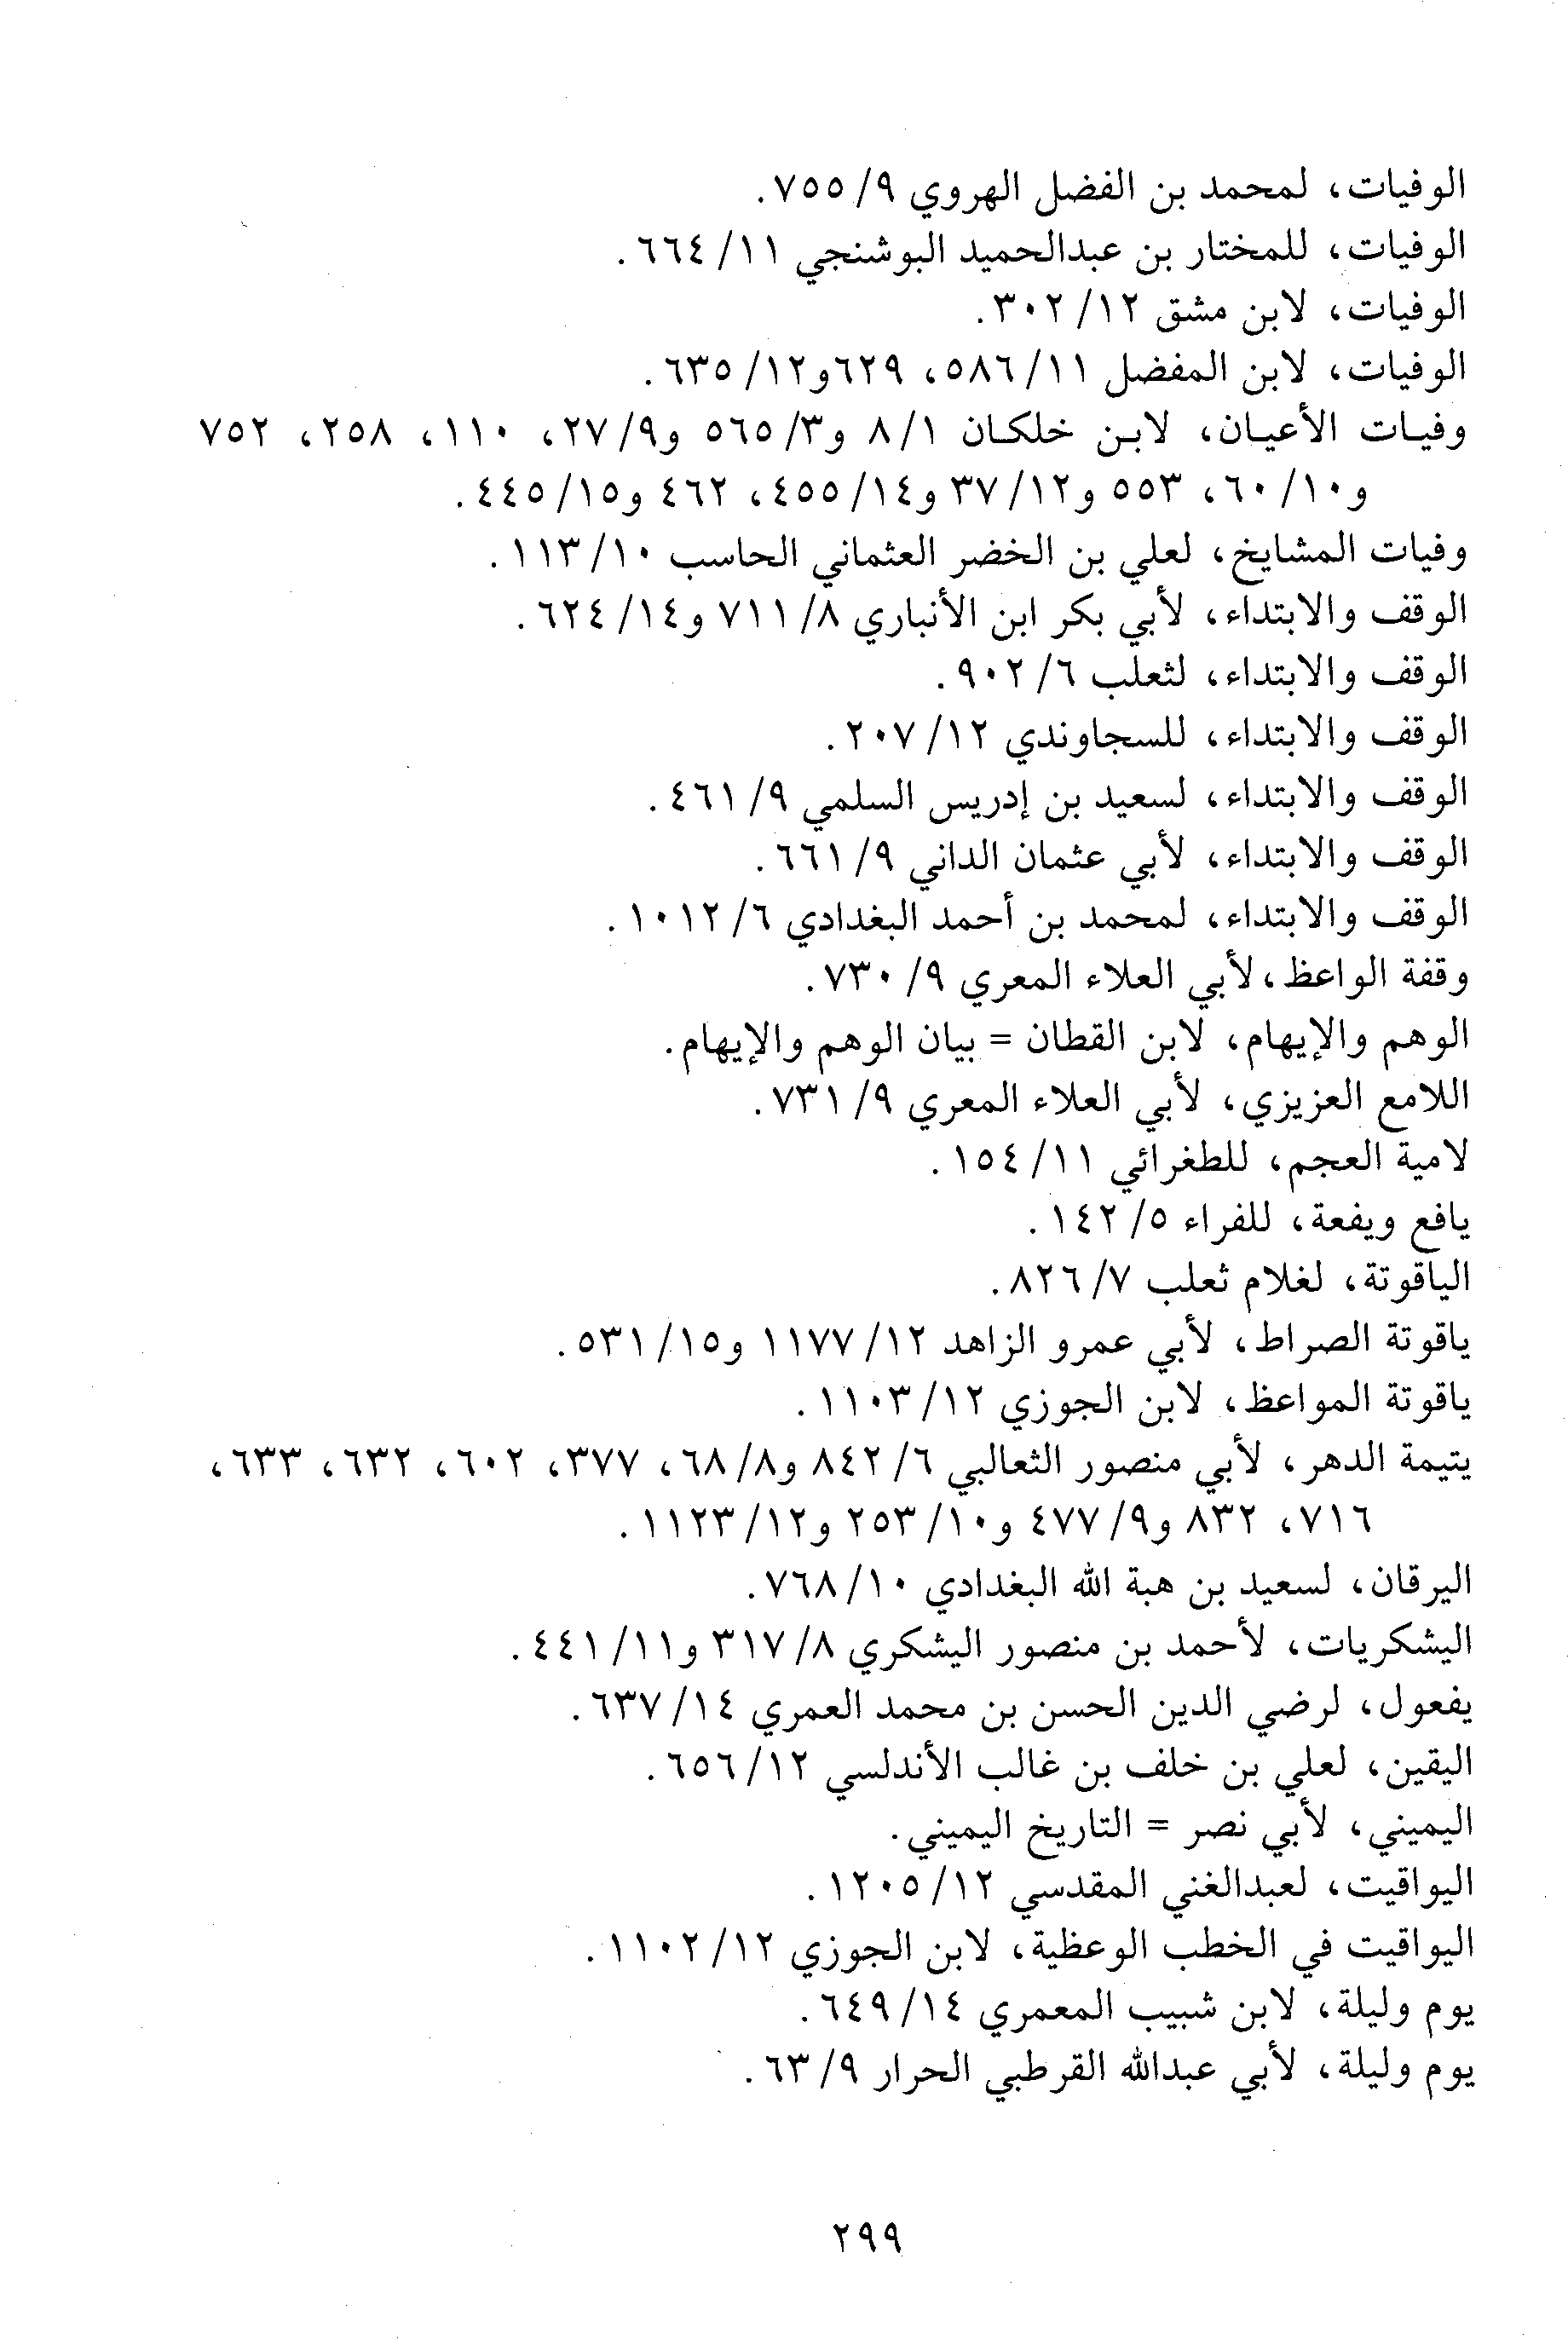 الوفيات، لمحمد بن الفضل الهروي ٩/ ٧٥٥.
الوفيات، للمختار بن عبدالحميد البوشنجي ١١/ ٦٦٤.
الوفيات، لابن مشق ١٢/ ٣٠٢.
الوفيات، لابن المفضل ١١/ ٥٨٦، ٦٢٩و١٢/ ٦٣٥.
وفيات الأعيان، لابن خلكان ١/ ٨ و٣/ ٥٦٥ و٩/ ٢٧، ١١٠، ٢٥٨، ٧٥٢
و١٠/ ٦٠، ٥٥٣ و١٢/ ٣٧ و١٤/ ٤٥٥، ٤٦٢ و١٥/ ٤٤٥.
وفيات المشايخ، لعلي بن الخضر العثماني الحاسب ١٠/ ١١٣.
الوقف والابتداء، لأبي بكر ابن الأنباري ٨/ ٧١١ و١٤/ ٦٢٤.
الوقف والابتداء، لثعلب ٦/ ٩٠٢.
الوقف والابتداء، للسجاوندي ١٢/ ٢٠٧.
الوقف والابتداء، لسعيد بن إدريس السلمي ٩/ ٤٦١.
الوقف والابتداء، لأبي عثمان الداني ٩/ ٦٦١.
الوقف والابتداء، لمحمد بن أحمد البغدادي ٦/ ١٠١٢.
وقفة الواعظ، لأبي العلاء المعري ٩/ ٧٣٠.
الوهم والإيهام، لابن القطان = بيان الوهم والإيهام.
اللامع العزيزي، لأبي العلاء المعري ٩/ ٧٣١.
لامية العجم، للطغرائي ١١/ ١٥٤.
يافع ويفعة، للفراء ٥/ ١٤٢.
الياقوتة، لغلام ثعلب ٧/ ٨٢٦.
ياقوتة الصراط، لأبي عمرو الزاهد ١٢/ ١١٧٧ و١٥/ ٥٣١.
ياقوتة المواعظ، لابن الجوزي ١٢/ ١١٠٣.
يتيمة الدهر، لأبي منصور الثعالبي ٦/ ٨٤٢ و٨/ ٦٨، ٣٧٧، ٦٠٢، ٦٣٢، ٦٣٣،
٧١٦، ٨٣٢ و٩/ ٤٧٧ و١٠/ ٢٥٣ و١٢/ ١١٢٣.
اليرقان، لسعيد بن هبة الله البغدادي ١٠/ ٧٦٨.
اليشكريات، لأحمد بن منصور اليشكري ٨/ ٣١٧ و١١/ ٤٤١.
يفعول، لرضي الدين الحسن بن محمد العمري ١٤/ ٦٣٧.
اليقين، لعلي بن خلف بن غالب الأندلسي ١٢/ ٦٥٦.
اليميني، لأبي نصر = التاريخ اليميني.
اليواقيت، لعبدالغني المقدسي ١٢/ ١٢٠٥.
اليواقيت في الخطب الوعظية، لابن الجوزي ١٢/ ١١٠٢.
يوم وليلة، لابن شبيب المعمري ١٤/ ٦٤٩.
يوم وليلة، لأبي عبدالله القرطبي الحرار ٩/ ٦٣.
٢٩٩